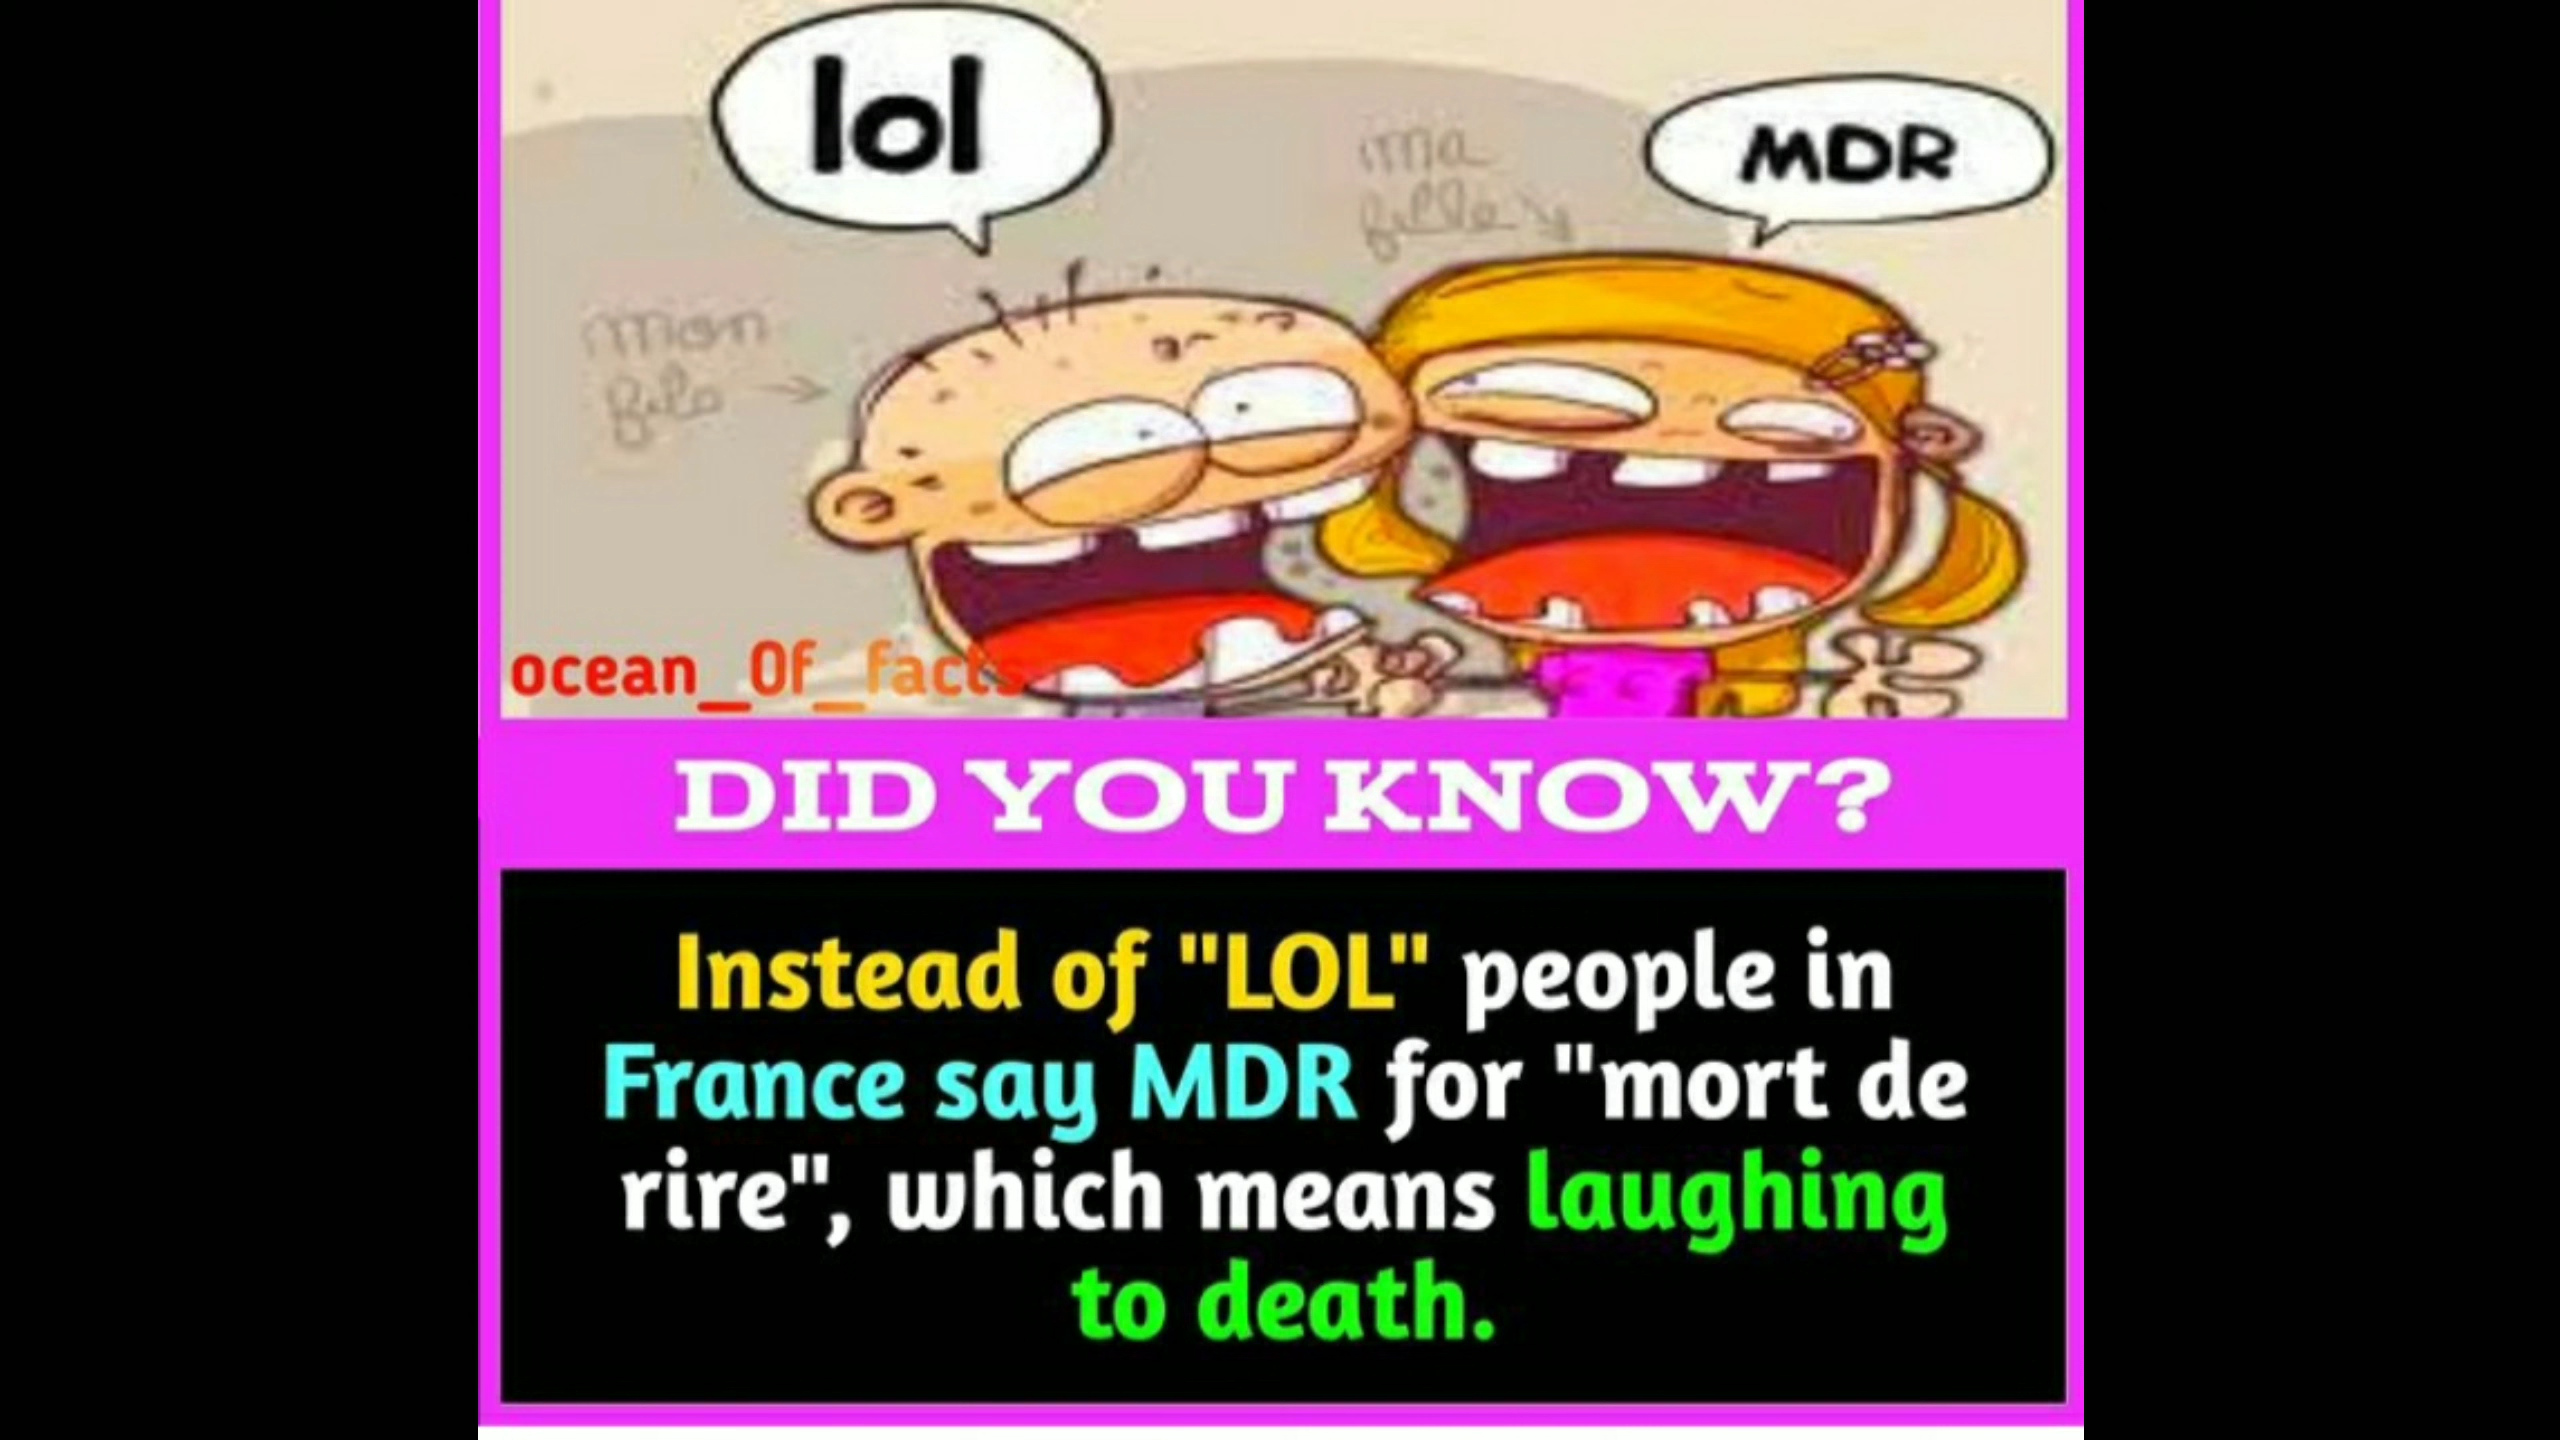 lol
MDR
ma
fille
mon
fils
ocean_Of_facts
DID YOU KNOW?
Instead of "LOL" people in
France say MDR for "mort de
rire", which means laughing
to death.